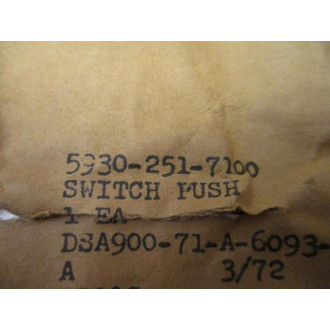 5930-251-7100
SWITCH PUSH
1 EA
DSA900-71-A-6093-
A 3/72